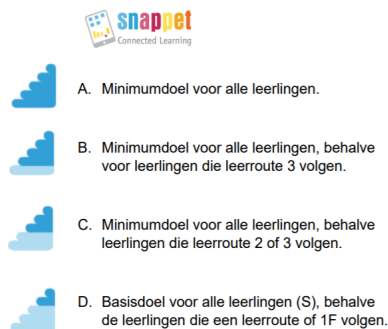 snappet
Connected Learning
A. Minimumdoel voor alle leerlingen.
B. Minimumdoel voor alle leerlingen, behalve
voor leerlingen die leerroute 3 volgen.
C. Minimumdoel voor alle leerlingen, behalve
leerlingen die leerroute 2 of 3 volgen.
D. Basisdoel voor alle leerlingen (S), behalve
de leerlingen die een leerroute of 1F volgen.